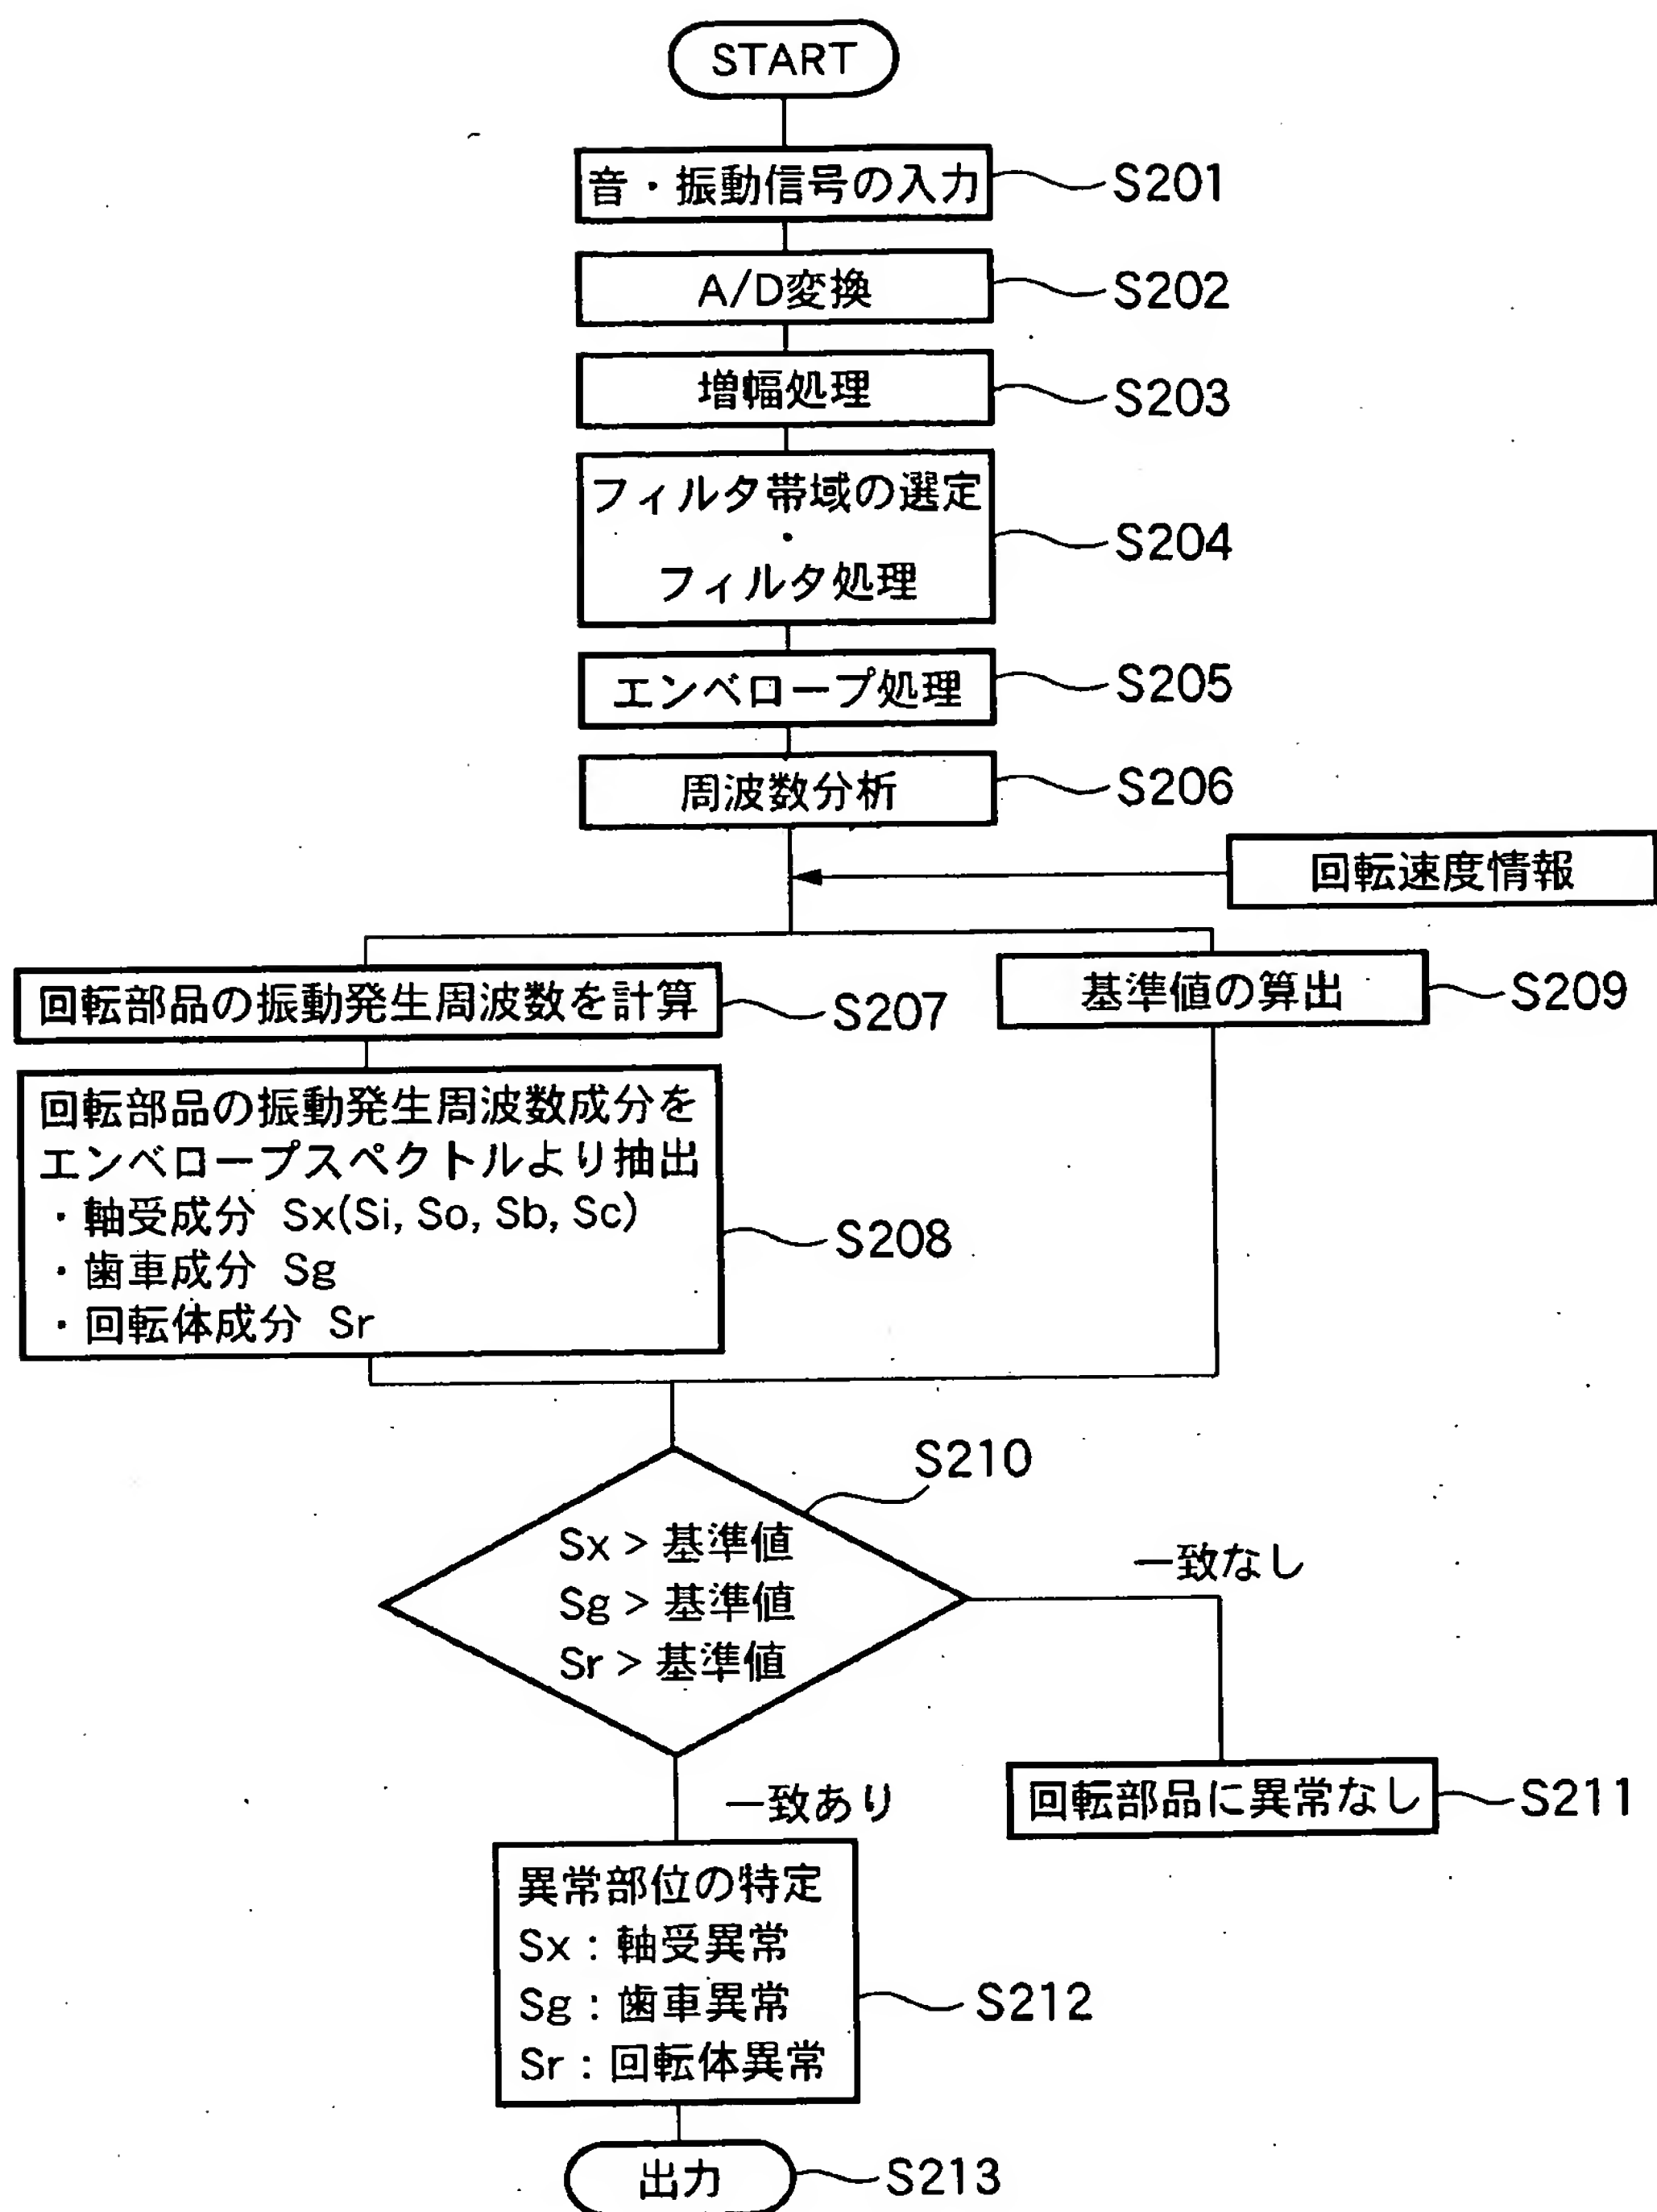 START
音・振動信号の入力
S201
A/D変換
S202
増幅処理
S203
フィルタ帯域の選定
・
フィルタ処理
S204
エンベロープ処理
S205
周波数分析
S206
回転速度情報
回転部品の振動発生周波数を計算
S207
基準値の算出
S209
回転部品の振動発生周波数成分を
エンベロープスペクトルより抽出
・軸受成分 Sx(Si, So, Sb, Sc)
・歯車成分 Sg
・回転体成分 Sr
S208
S210
Sx > 基準値
Sg > 基準値
Sr > 基準値
一致なし
一致あり
回転部品に異常なし
S211
異常部位の特定
Sx : 軸受異常
Sg : 歯車異常
Sr : 回転体異常
S212
出力
S213